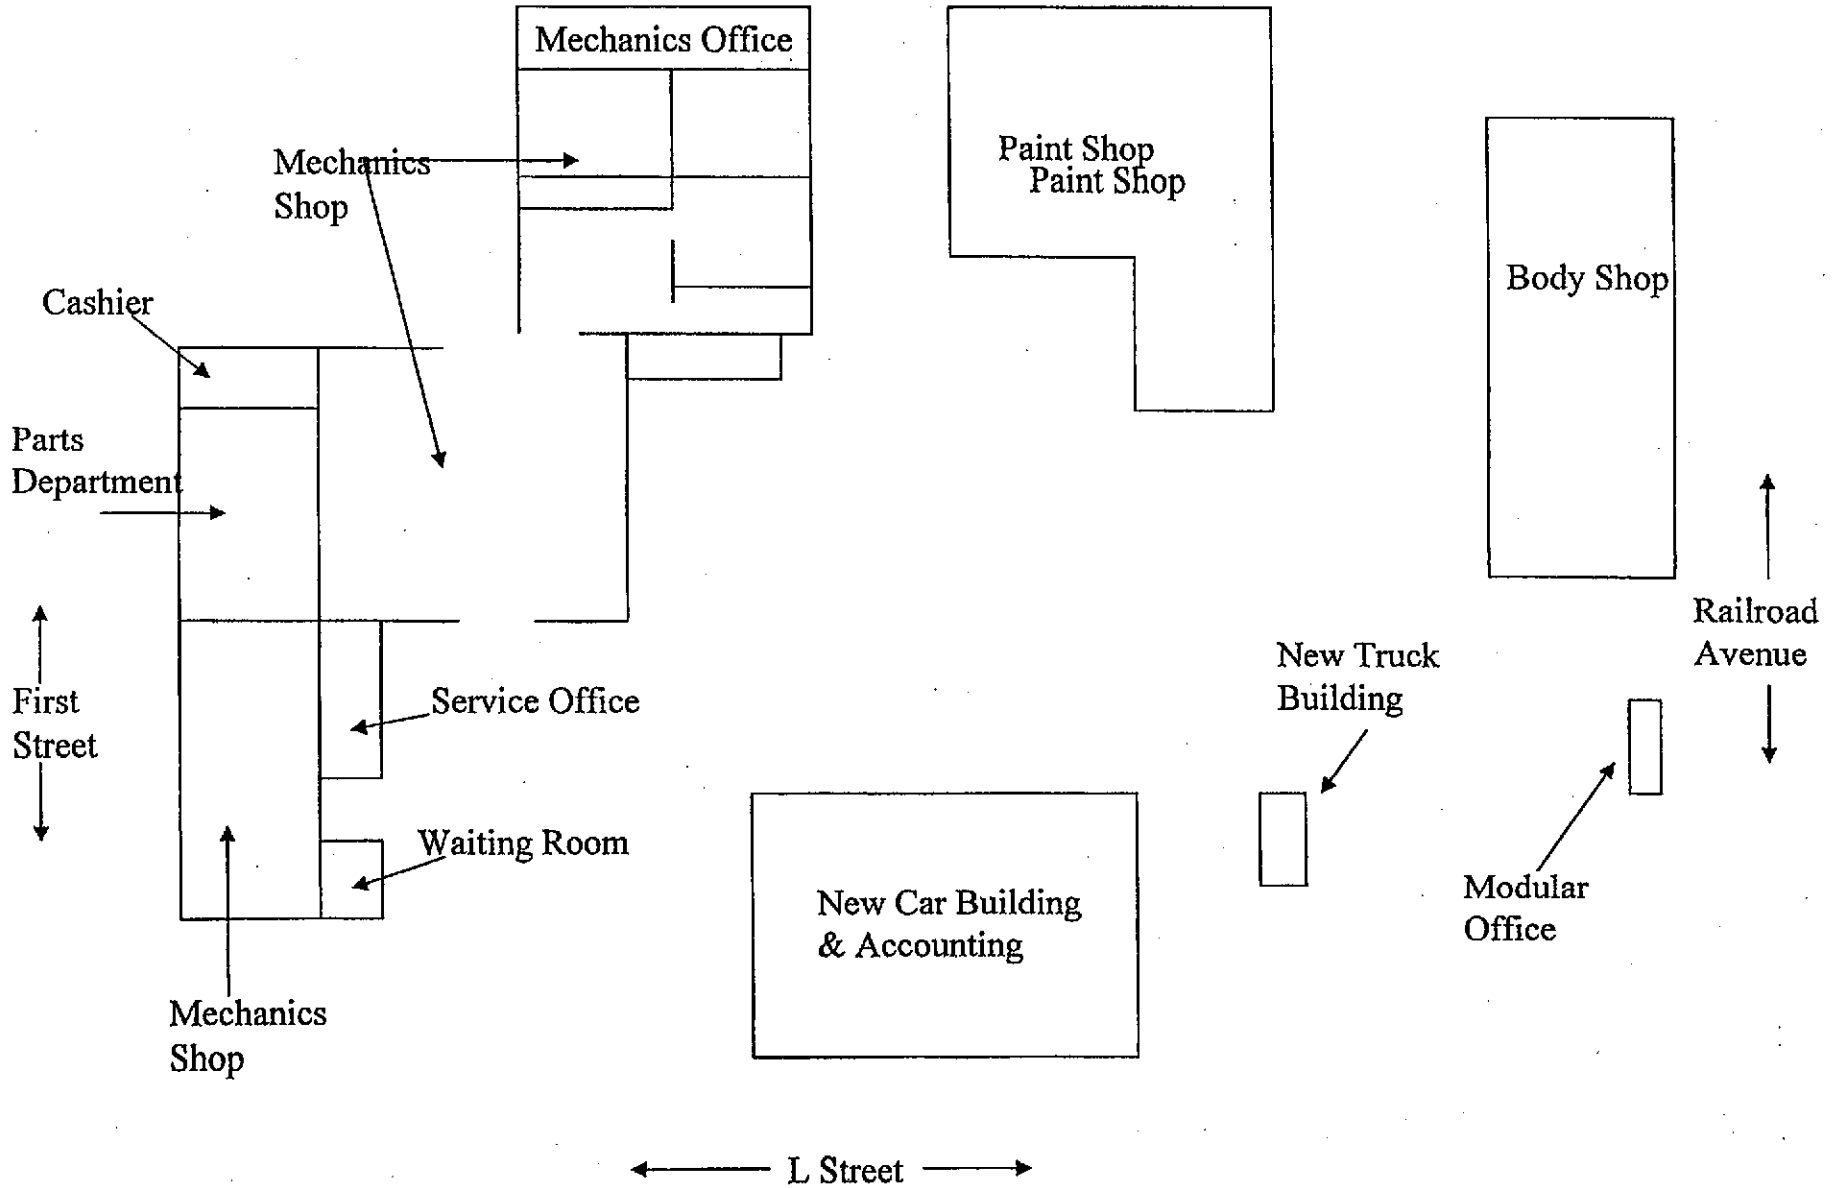 Mechanics Office
Mechanics
Shop
Paint Shop
Paint Shop
Body Shop
Cashier
Parts
Department
Railroad
Avenue
New Truck
Building
First
Street
Service Office
Waiting Room
New Car Building
& Accounting
Modular
Office
Mechanics
Shop
L Street